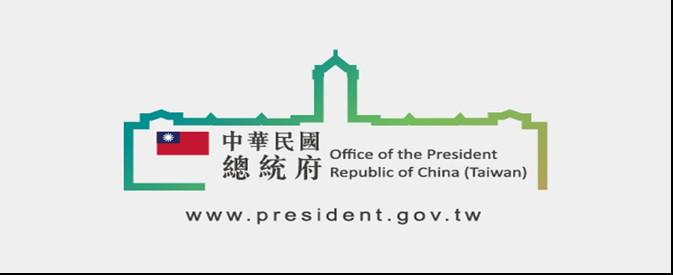 中華民國
總統府
Office of the President
Republic of China (Taiwan)
www.president.gov.tw